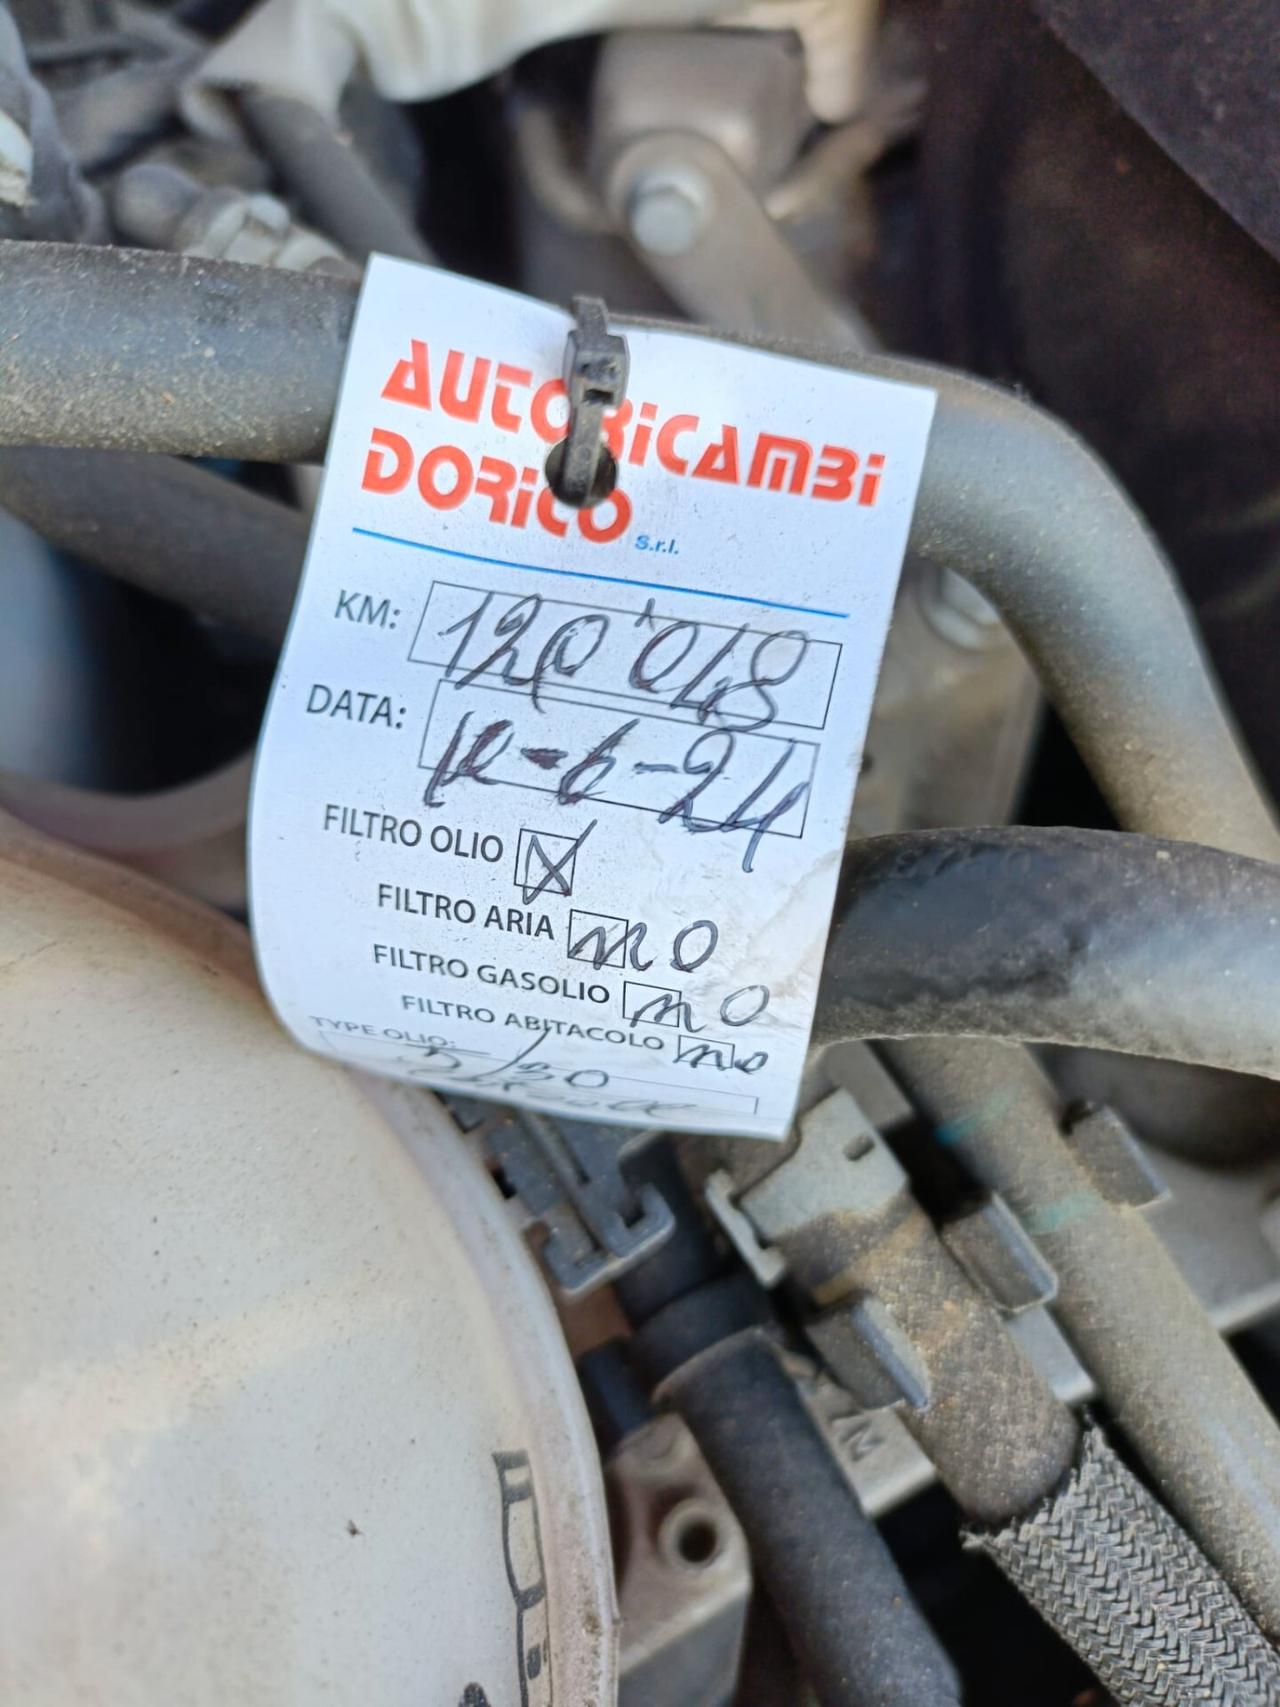 AUTORICAMBI
DORICO
S.r.l.
KM: 120'048
DATA: -6-24
FILTRO OLIO X
FILTRO ARIA no
FILTRO GASOLIO no
FILTRO ABITACOLO no
TYPE OLIO: 5/30